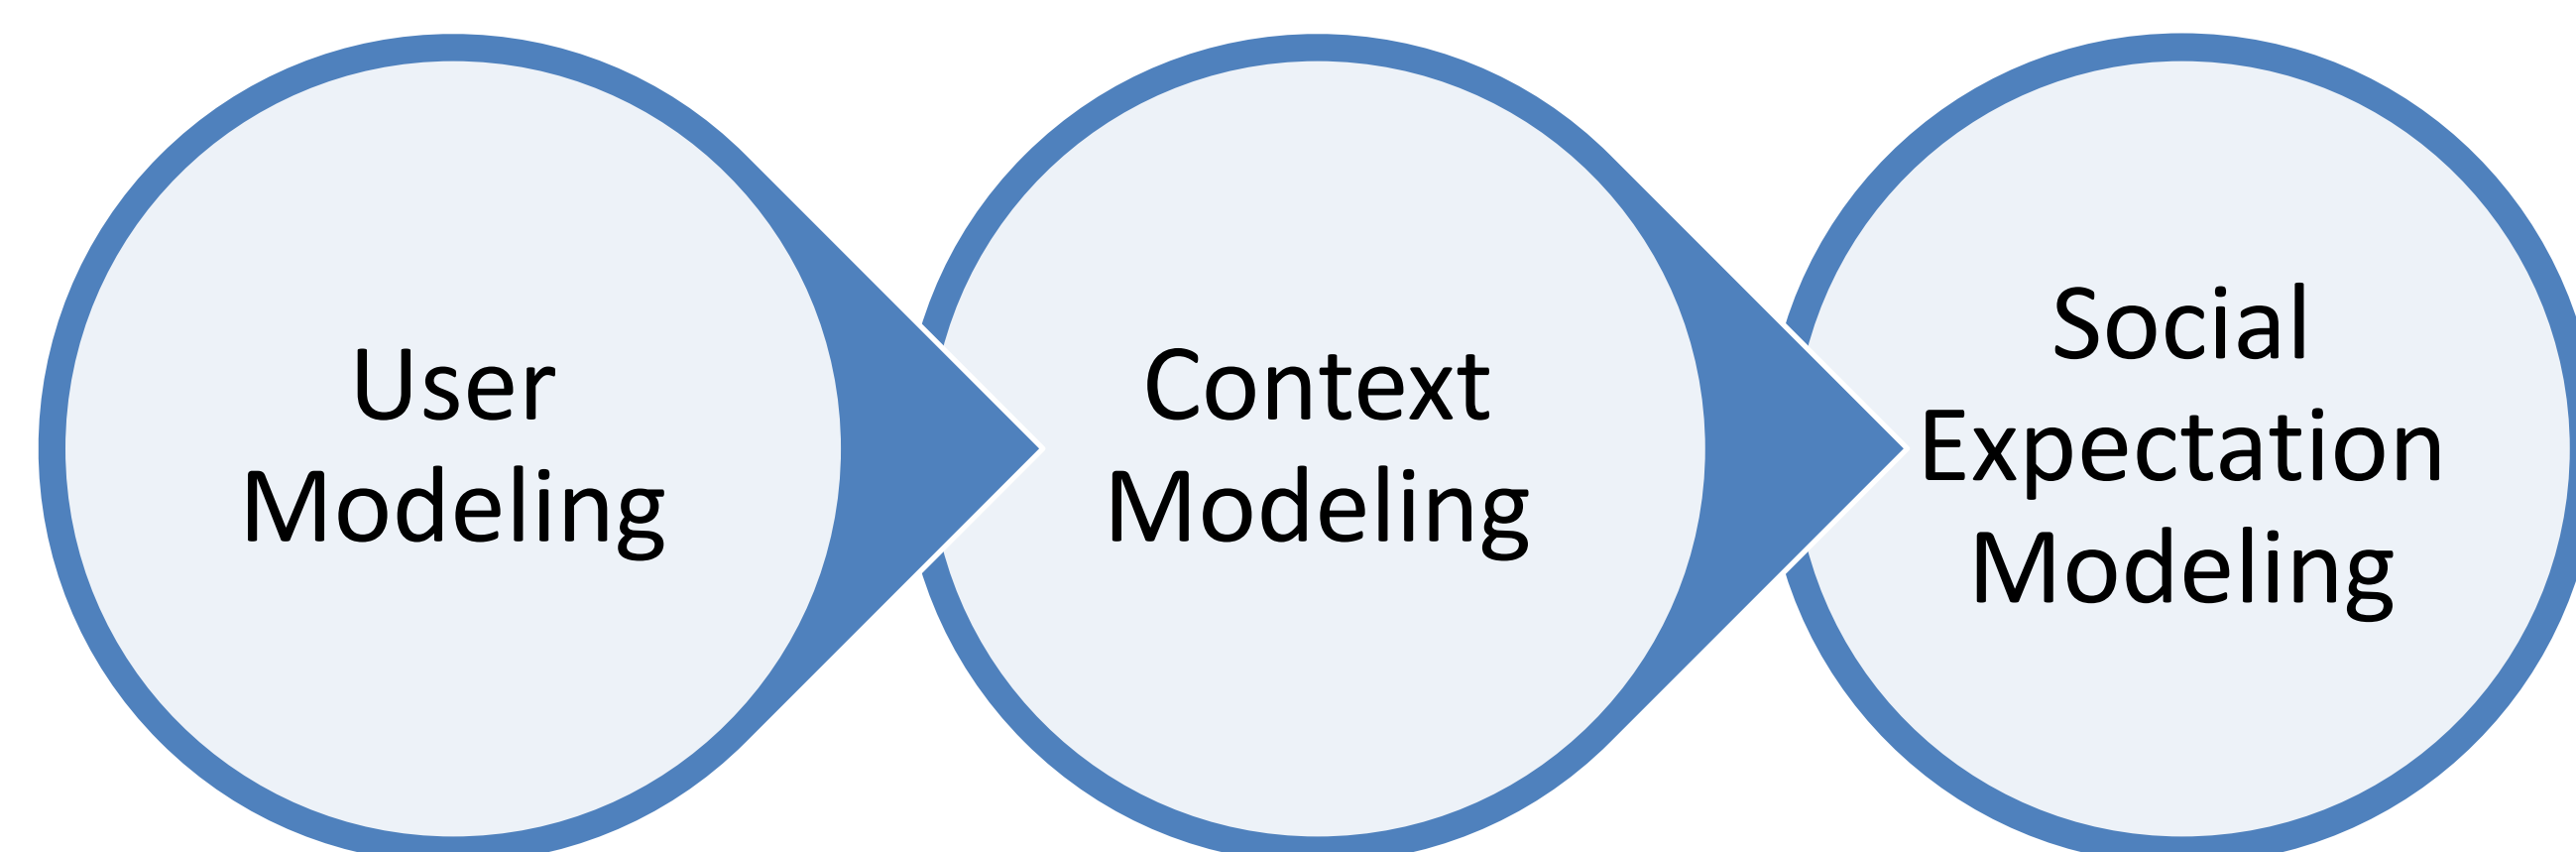 User
Modeling
Context
Modeling
Social
Expectation
Modeling